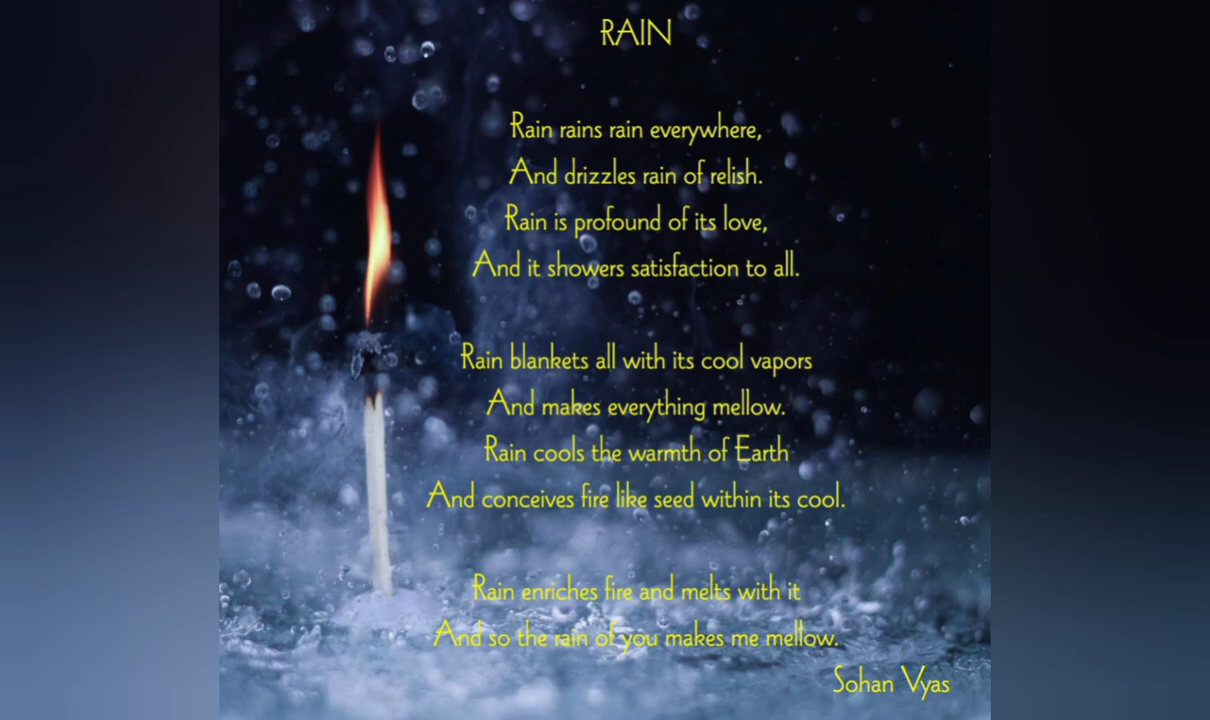 RAIN
Rain rains rain everywhere,
And drizzles rain of relish.
Rain is profound of its love,
And it showers satisfaction to all.
Rain blankets all with its cool vapors
And makes everything mellow.
Rain cools the warmth of Earth
And conceives fire like seed within its cool.
Rain enriches fire and melts with it
And so the rain of you makes me mellow.
Sohan Vyas